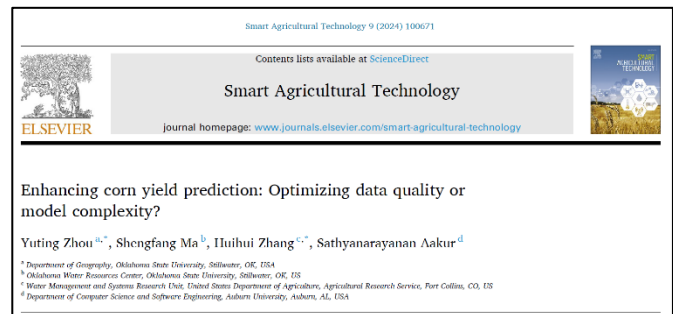 Smart Agricultural Technology 9 (2024) 100671
Contents lists available at ScienceDirect
Smart Agricultural Technology
journal homepage: www.journals.elsevier.com/smart-agricultural-technology
ELSEVIER
SMART
AGRICULTURAL
TECHNOLOGY
Enhancing corn yield prediction: Optimizing data quality or
model complexity?
Yuting Zhou a,*, Shengfang Ma b, Huihui Zhang c,*, Sathyanarayanan Aakur d
a Department of Geography, Oklahoma State University, Stillwater, OK, USA
b Oklahoma Water Resources Center, Oklahoma State University, Stillwater, OK, US
c Water Management and Systems Research Unit, United States Department of Agriculture, Agricultural Research Service, Fort Collins, CO, US
d Department of Computer Science and Software Engineering, Auburn University, Auburn, AL, USA